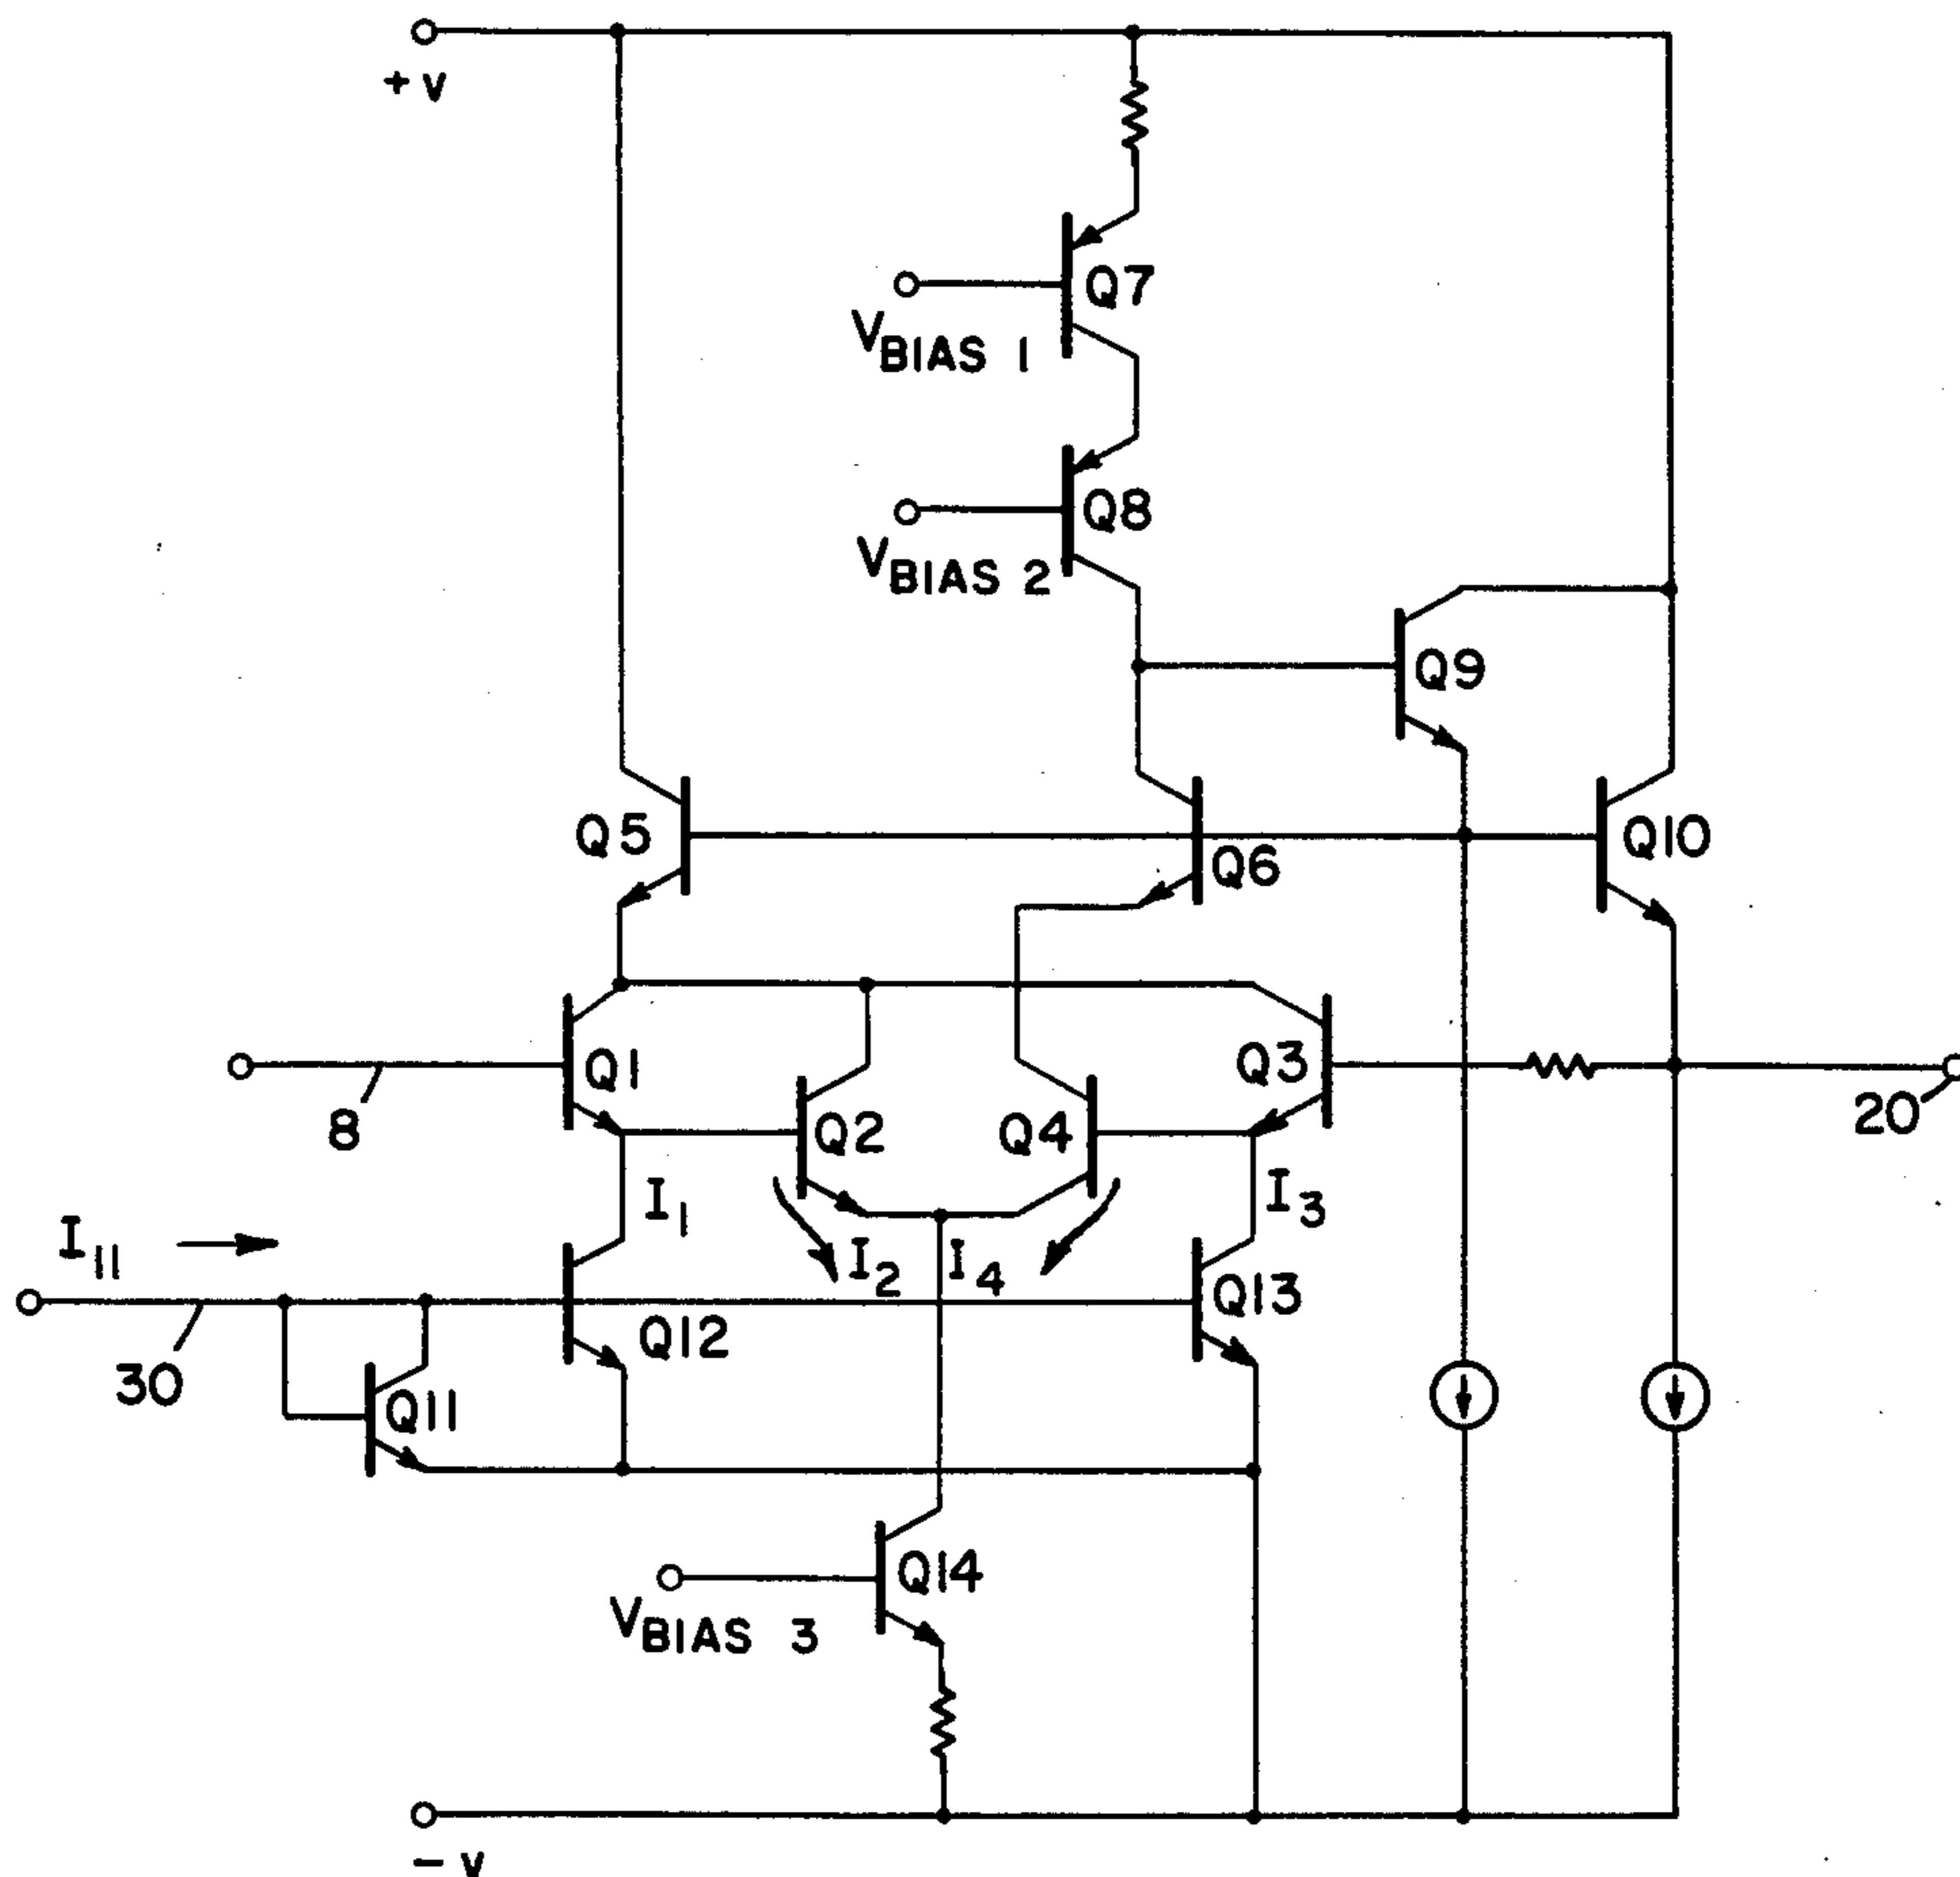 +V
Q7
VBIAS 1
Q8
VBIAS 2
Q9
Q5
Q6
Q10
Q1
Q3
8
Q2
Q4
20
I1
I3
I11
I2
I4
Q12
Q13
30
Q11
Q14
VBIAS 3
-V